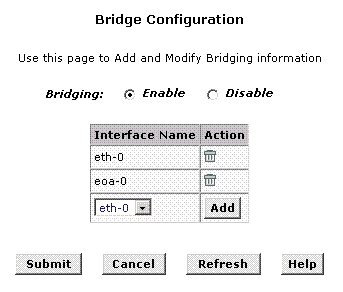 Bridge Configuration
Use this page to Add and Modify Bridging information
Bridging: Enable Disable
Interface Name Action
eth-0
eoa-0
eth-0 Add
Submit Cancel Refresh Help